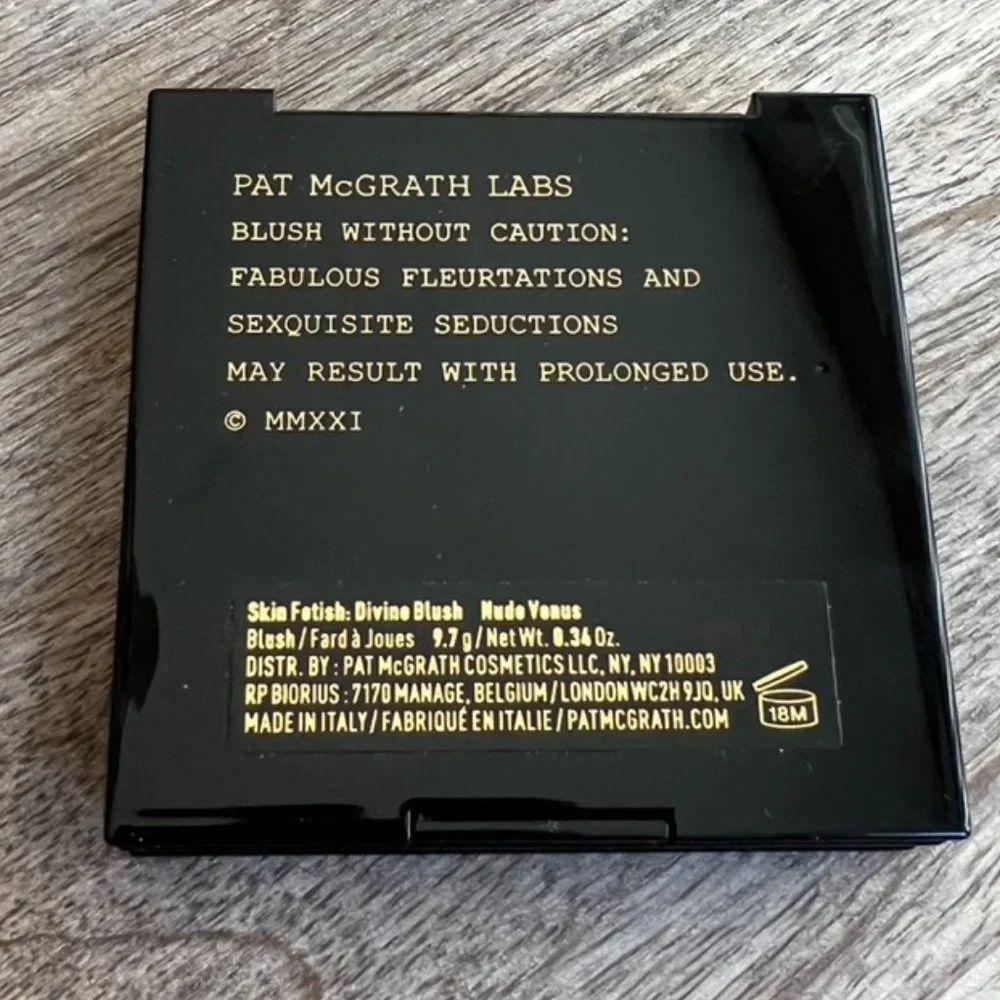 PAT McGRATH LABS
BLUSH WITHOUT CAUTION:
FABULOUS FLEURTATIONS AND
SEXQUISITE SEDUCTIONS
MAY RESULT WITH PROLONGED USE.
© MMXXI
Skin Fetish: Divine Blush Nude Venus
Blush / Fard à Joues 9.7 g / Net Wt. 0.34 Oz.
DISTR. BY : PAT McGRATH COSMETICS LLC, NY, NY 10003
RP BIORIUS : 7170 MANAGE, BELGIUM / LONDON WC2H 9JQ, UK
MADE IN ITALY / FABRIQUÉ EN ITALIE / PATMCGRATH.COM
18M